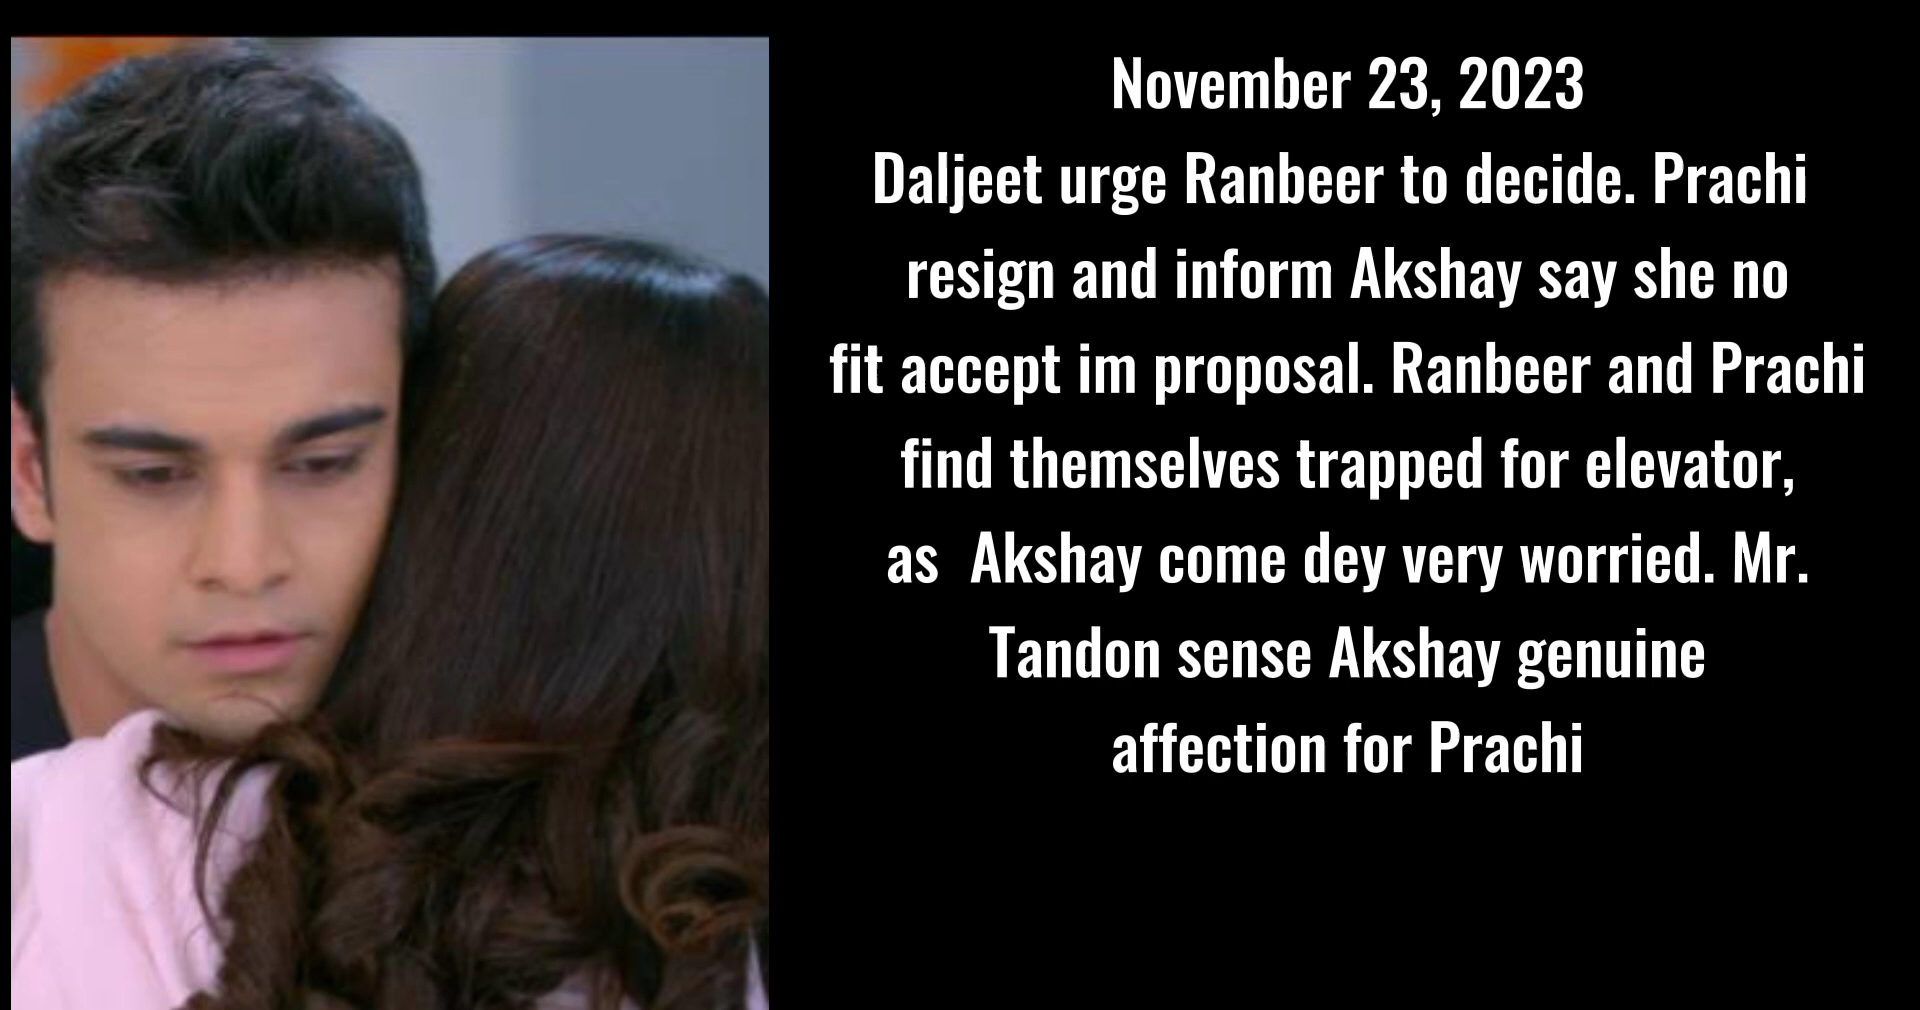 November 23, 2023
Daljeet urge Ranbeer to decide. Prachi
resign and inform Akshay say she no
fit accept im proposal. Ranbeer and Prachi
find themselves trapped for elevator,
as  Akshay come dey very worried. Mr.
Tandon sense Akshay genuine
affection for Prachi